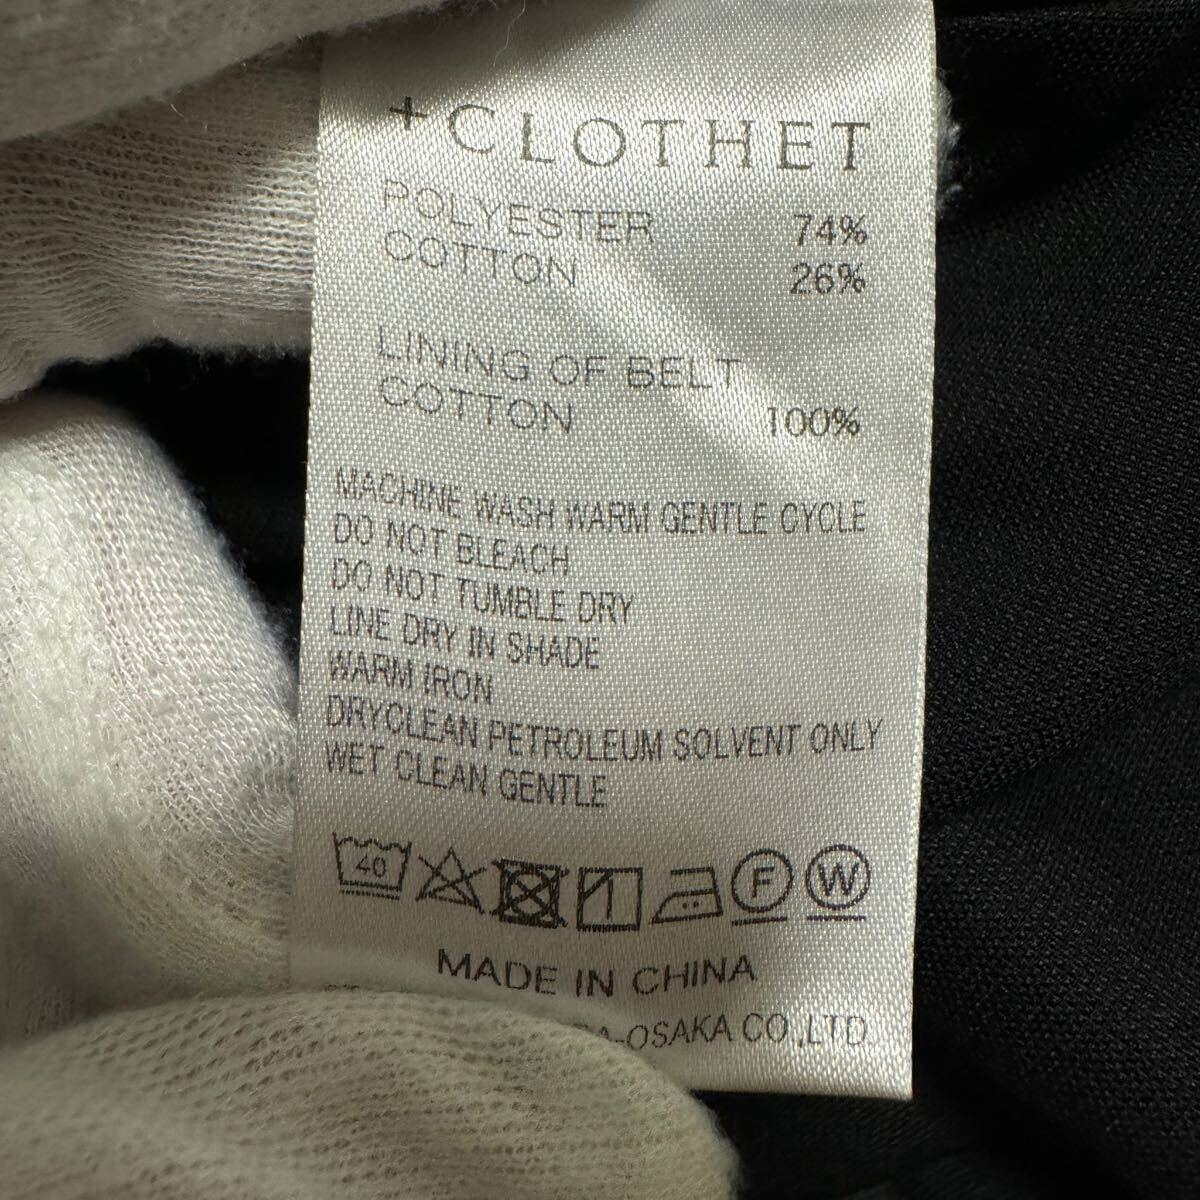 +CLOTHET
POLYESTER 74%
COTTON 26%
LINING OF BELT
COTTON 100%
MACHINE WASH WARM GENTLE CYCLE
DO NOT BLEACH
DO NOT TUMBLE DRY
LINE DRY IN SHADE
WARM IRON
DRYCLEAN PETROLEUM SOLVENT ONLY
WET CLEAN GENTLE
40 F W
MADE IN CHINA
-OSAKA CO.,LTD.